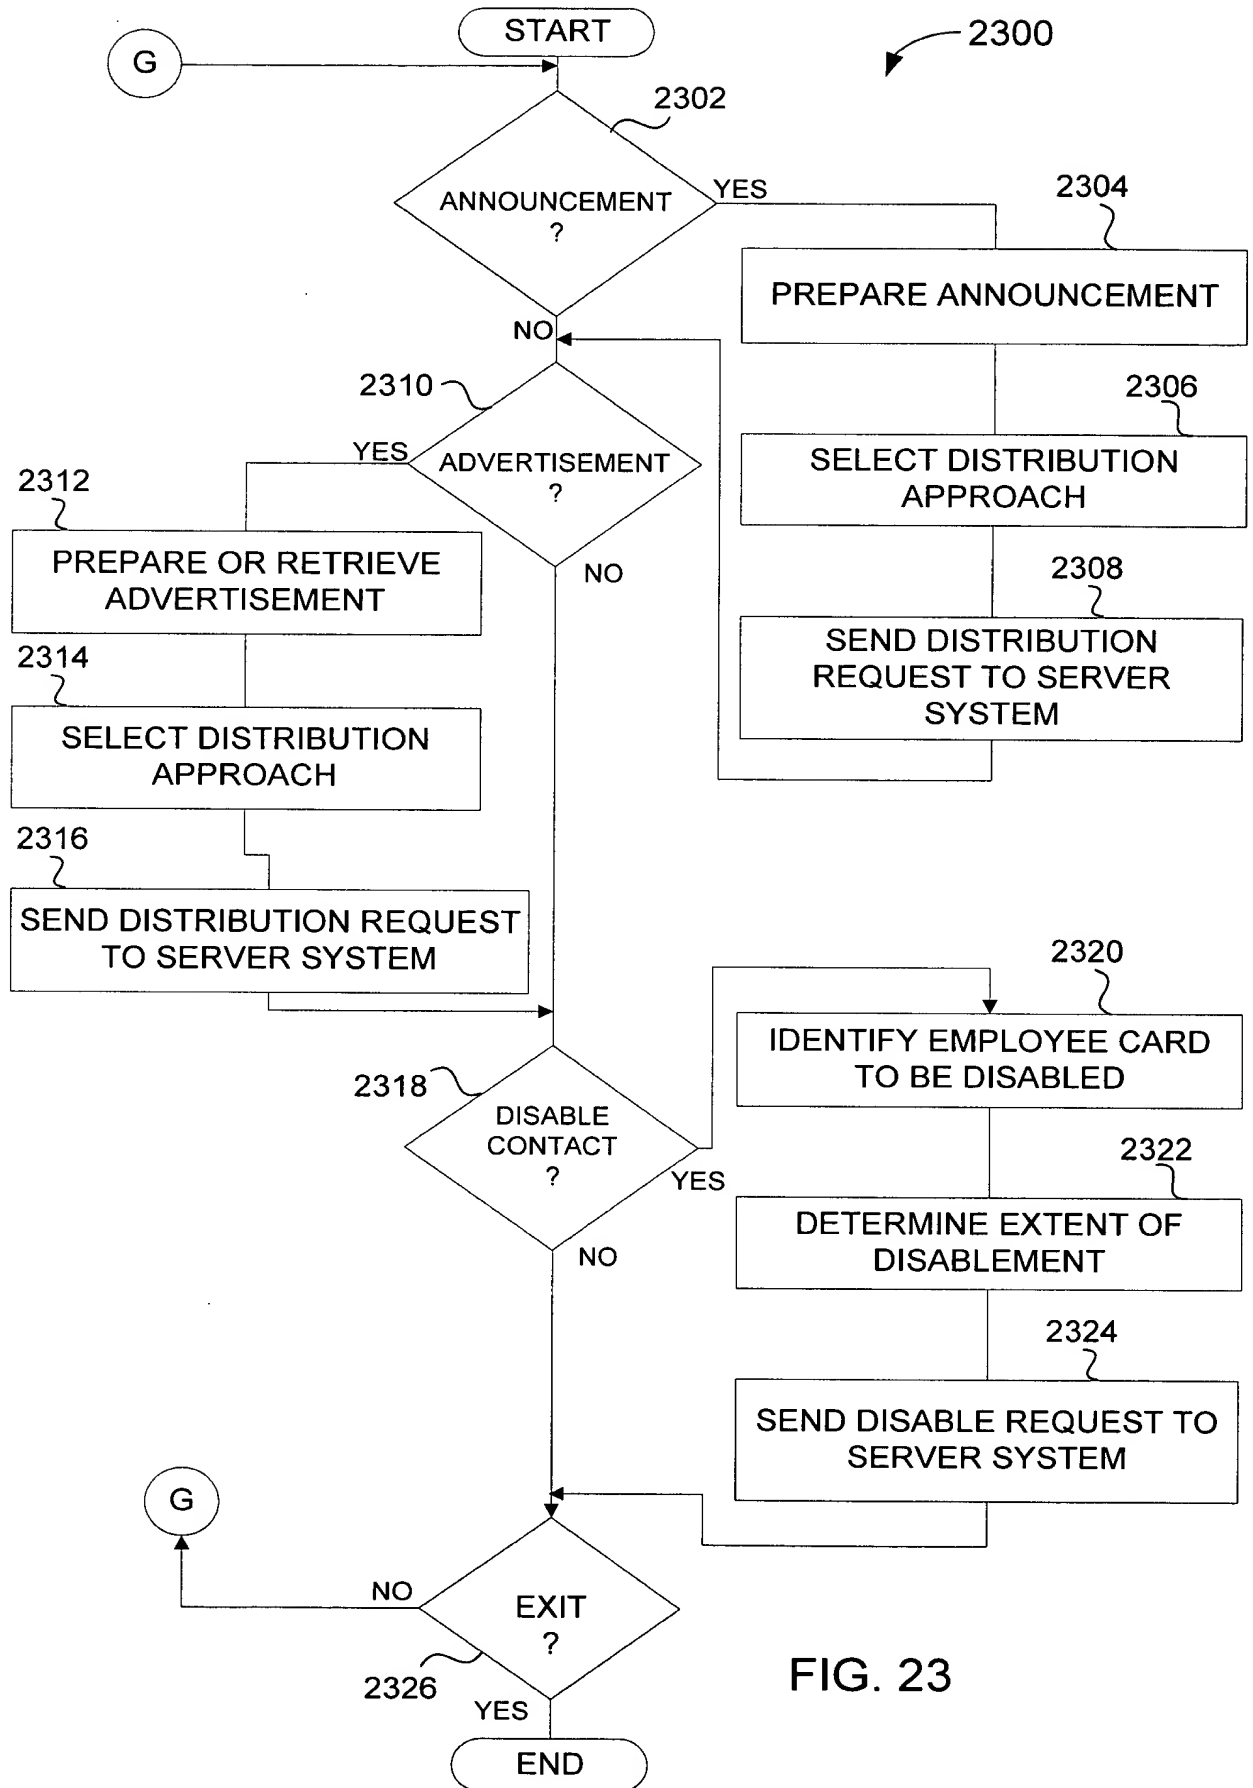 START
G
2300
2302
ANNOUNCEMENT
?
YES
2304
PREPARE ANNOUNCEMENT
NO
2310
2306
YES
ADVERTISEMENT
?
SELECT DISTRIBUTION
APPROACH
2312
PREPARE OR RETRIEVE
ADVERTISEMENT
NO
2308
SEND DISTRIBUTION
REQUEST TO SERVER
SYSTEM
2314
SELECT DISTRIBUTION
APPROACH
2316
SEND DISTRIBUTION REQUEST
TO SERVER SYSTEM
2320
IDENTIFY EMPLOYEE CARD
TO BE DISABLED
2318
DISABLE
CONTACT
?
YES
2322
DETERMINE EXTENT OF
DISABLEMENT
NO
2324
SEND DISABLE REQUEST TO
SERVER SYSTEM
G
NO
EXIT
?
2326
YES
FIG. 23
END